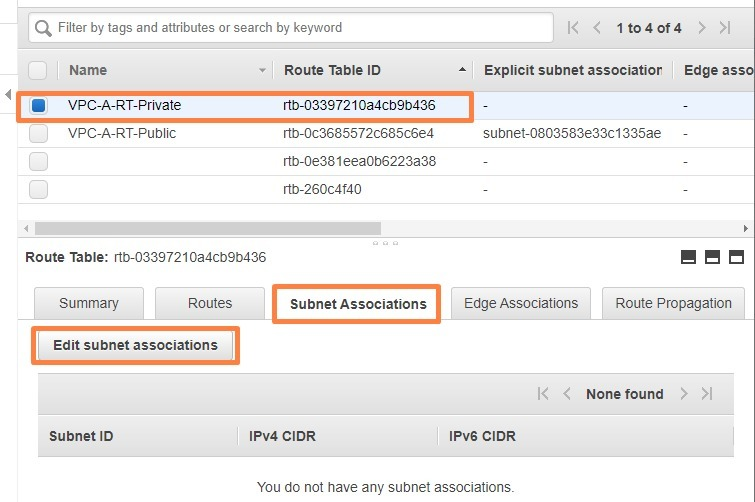 Filter by tags and attributes or search by keyword 1 to 4 of 4
Name Route Table ID Explicit subnet association Edge asso
VPC-A-RT-Private rtb-03397210a4cb9b436 - -
VPC-A-RT-Public rtb-0c3685572c685c6e4 subnet-0803583e33c1335ae -
rtb-0e381eea0b6223a38 - -
rtb-260c4f40 - -
Route Table: rtb-03397210a4cb9b436
Summary Routes Subnet Associations Edge Associations Route Propagation
Edit subnet associations
None found
Subnet ID IPv4 CIDR IPv6 CIDR
You do not have any subnet associations.